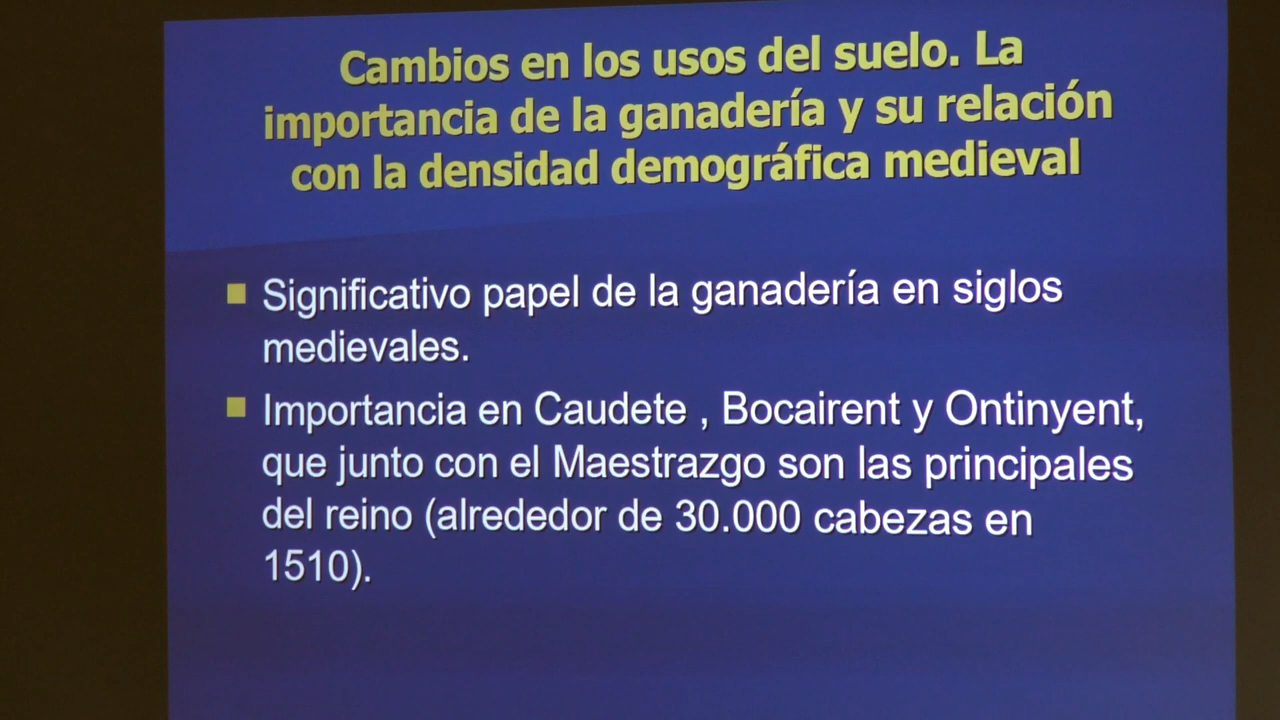 Cambios en los usos del suelo. La
importancia de la ganadería y su relación
con la densidad demográfica medieval
Significativo papel de la ganadería en siglos
medievales.
Importancia en Caudete , Bocairent y Ontinyent,
que junto con el Maestrazgo son las principales
del reino (alrededor de 30.000 cabezas en
1510).